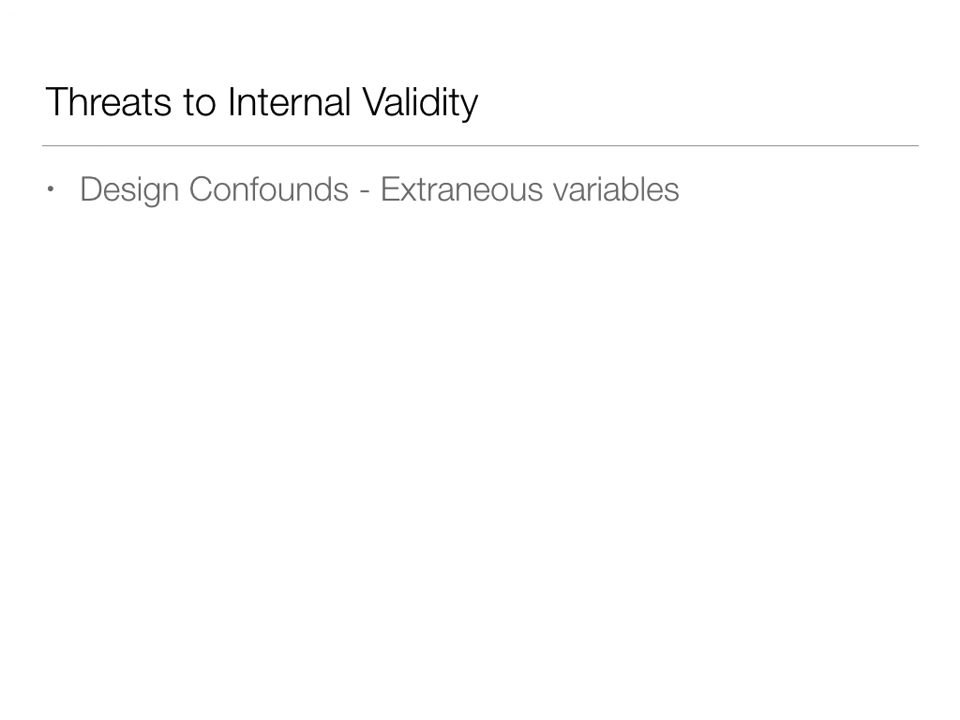 Threats to Internal Validity
• Design Confounds - Extraneous variables